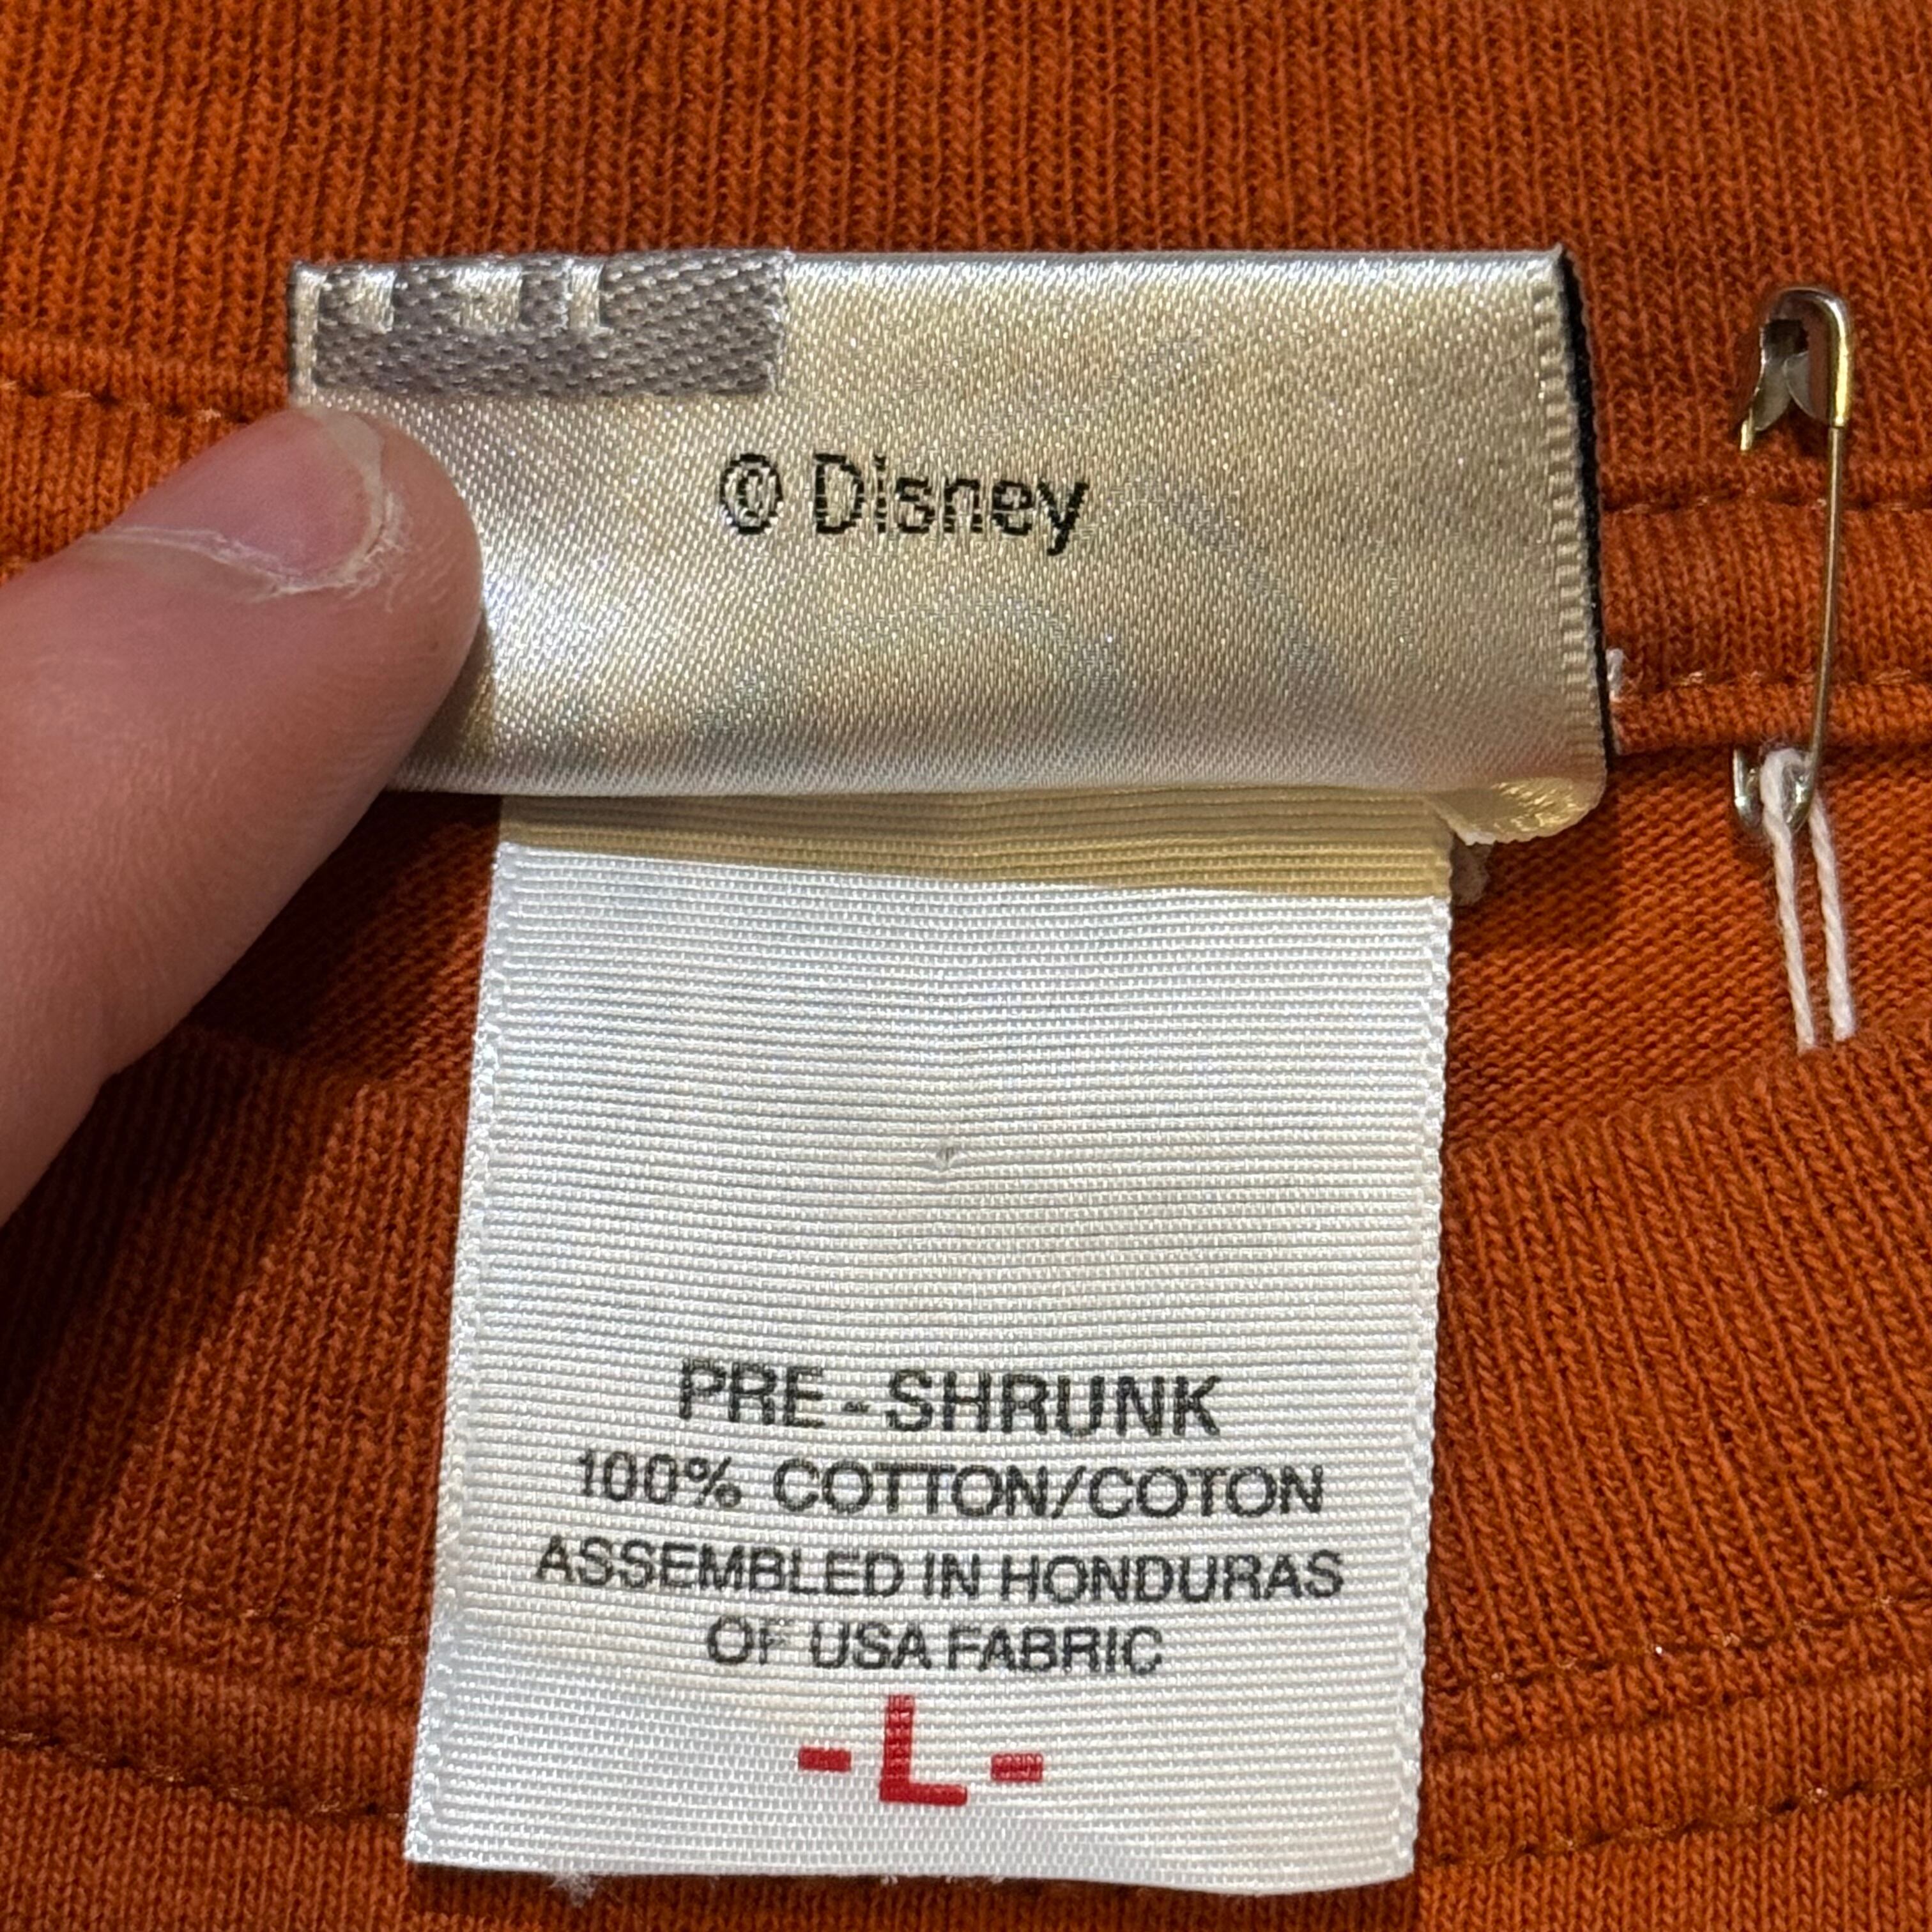 © Disney
PRE-SHRUNK
100% COTTON/COTON
ASSEMBLED IN HONDURAS
OF USA FABRIC
-L-